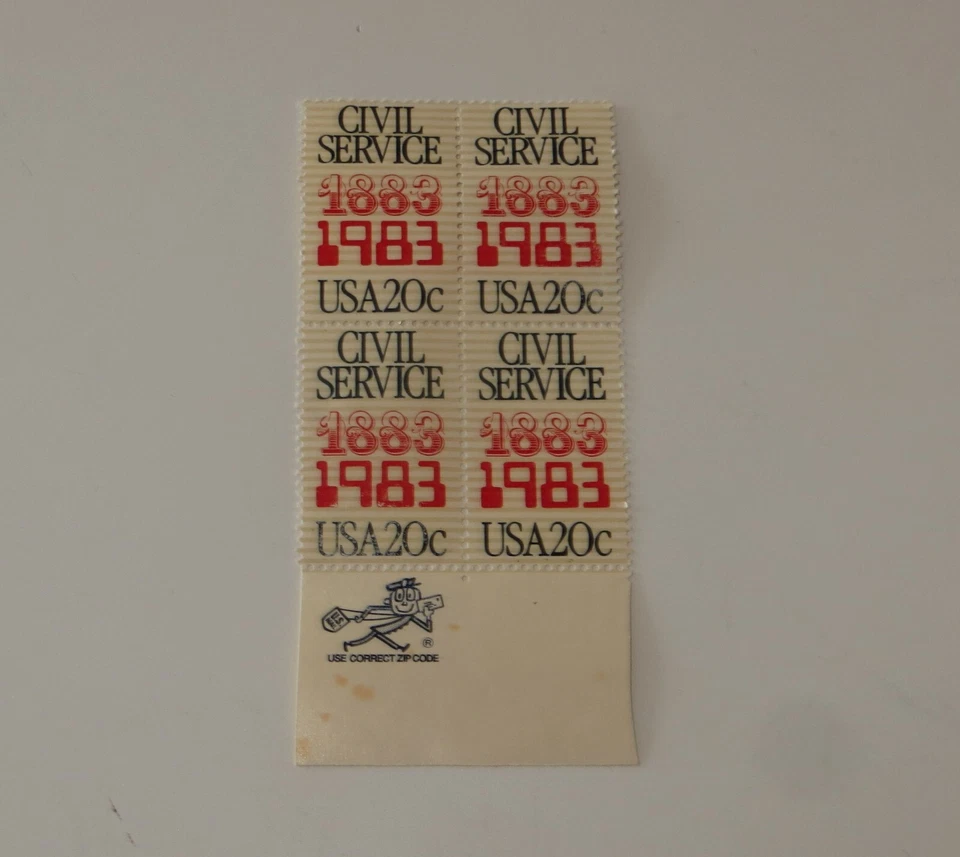 CIVIL
SERVICE
1883
1983
USA20c
CIVIL
SERVICE
1883
1983
USA20c
CIVIL
SERVICE
1883
1983
USA20c
CIVIL
SERVICE
1883
1983
USA20c
®
USE CORRECT ZIP CODE